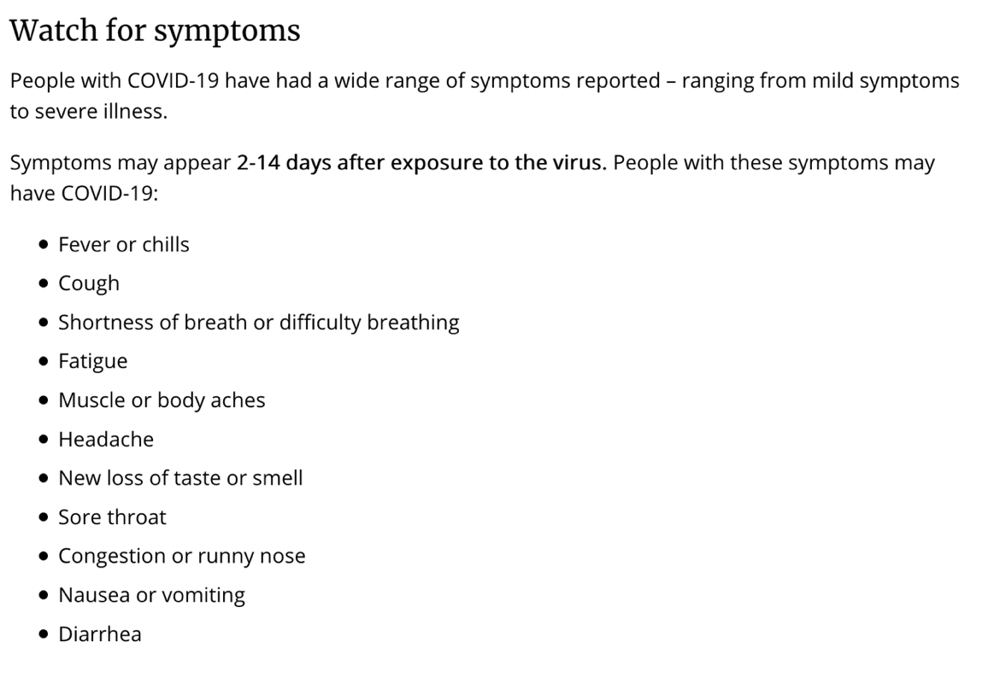 Watch for symptoms
People with COVID-19 have had a wide range of symptoms reported – ranging from mild symptoms
to severe illness.
Symptoms may appear 2-14 days after exposure to the virus. People with these symptoms may
have COVID-19:
• Fever or chills
• Cough
• Shortness of breath or difficulty breathing
• Fatigue
• Muscle or body aches
• Headache
• New loss of taste or smell
• Sore throat
• Congestion or runny nose
• Nausea or vomiting
• Diarrhea